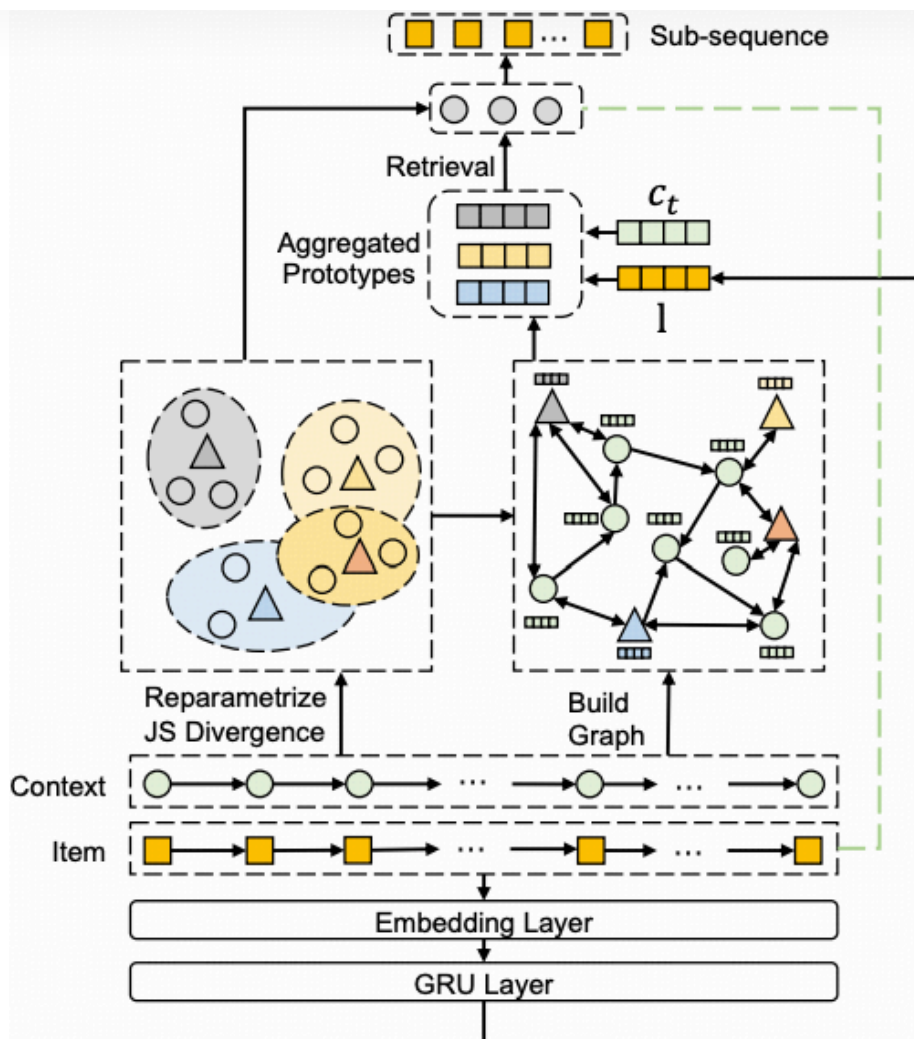 Sub-sequence
Retrieval
c_t
Aggregated
Prototypes
l
Reparametrize
JS Divergence
Build
Graph
Context
...
...
Item
...
...
Embedding Layer
GRU Layer